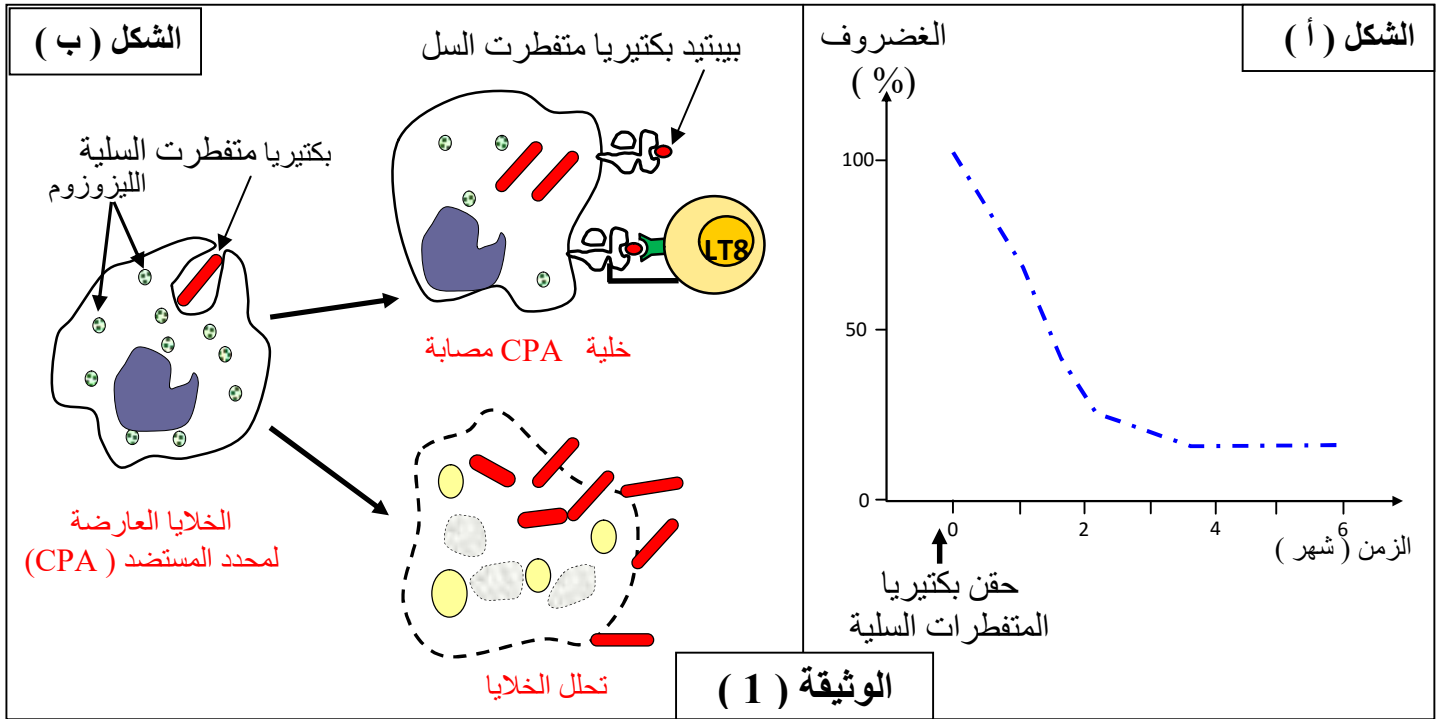 الشكل ( أ )
الغضروف
( % )
100
50
0
0
2
4
6
الزمن ( شهر )
حقن بكتيريا
المتفطرات السلية
الشكل ( ب )
بيبتيد بكتيريا متفطرت السل
بكتيريا متفطرت السلية
الليزوزوم
LT8
خلية CPA مصابة
الخلايا العارضة
لمحدد المستضد ( CPA)
تحلل الخلايا
الوثيقة ( 1 )